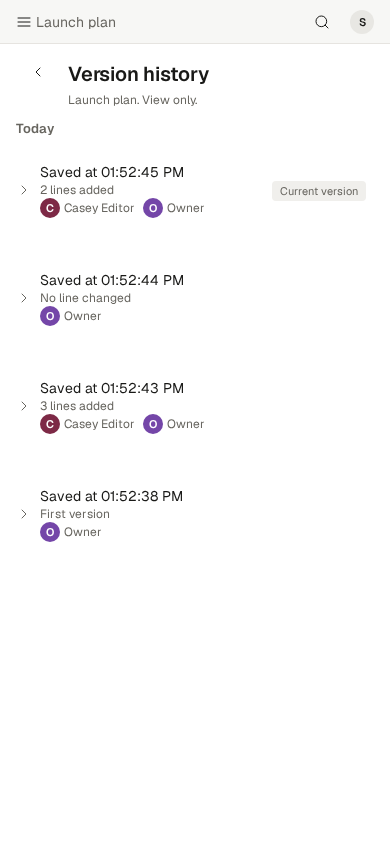 Launch plan
S
Version history
Launch plan. View only.
Today
Saved at 01:52:45 PM
2 lines added
Current version
C Casey Editor O Owner
Saved at 01:52:44 PM
No line changed
O Owner
Saved at 01:52:43 PM
3 lines added
C Casey Editor O Owner
Saved at 01:52:38 PM
First version
O Owner